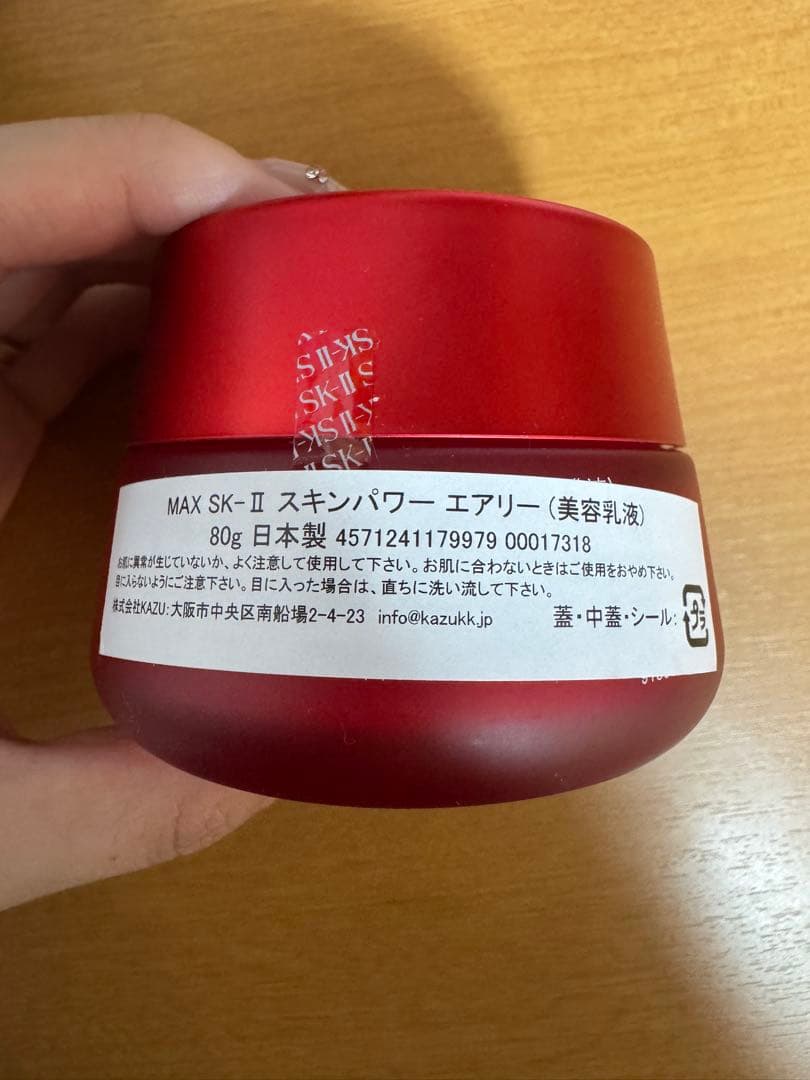 SK-II S
SK-II S
SK-II
SK-II
MAX SK-Ⅱ スキンパワー エアリー (美容乳液)
80g 日本製 4571241179979 00017318
お肌に異常が生じていないか、よく注意して使用して下さい。お肌に合わないときはご使用をおやめ下さい。
目に入らないようにご注意下さい。目に入った場合は、直ちに洗い流して下さい。
株式会社KAZU:大阪市中央区南船場2-4-23 info@kazukk.jp 蓋・中蓋・シール: プラ